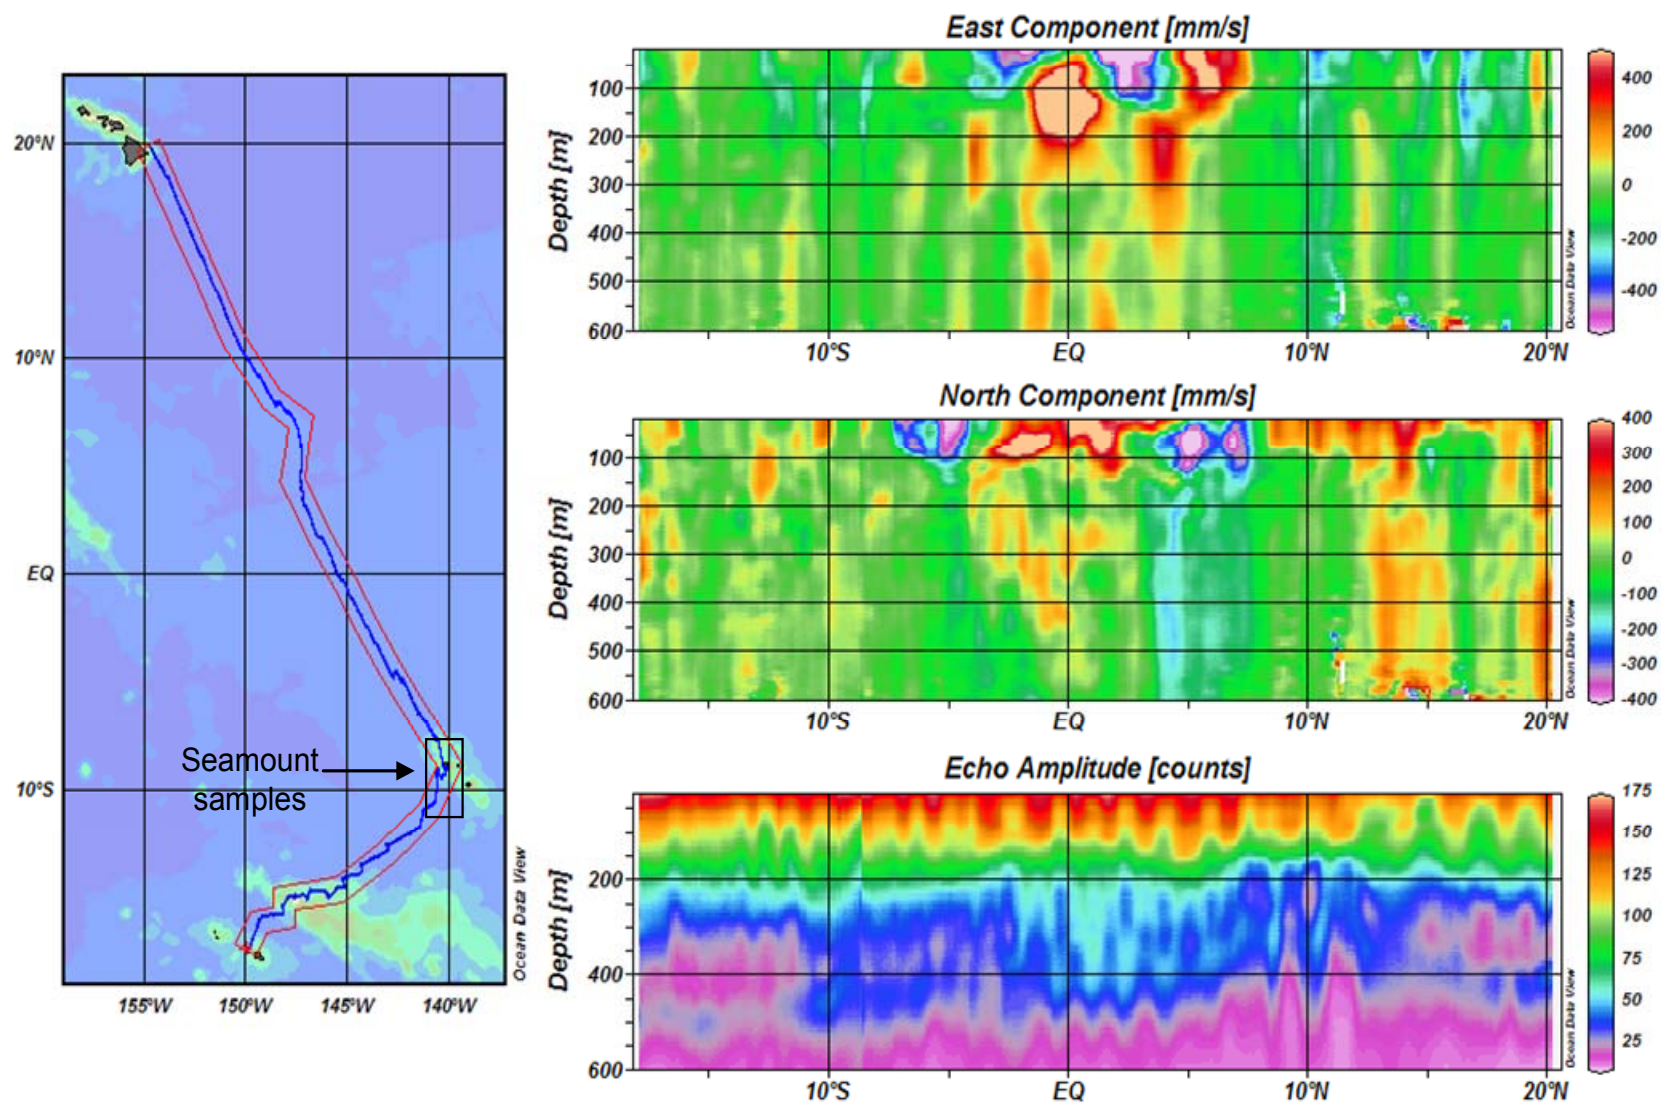 20°N
10°N
EQ
10°S
155°W
150°W
145°W
140°W
Seamount
samples
Ocean Data View
East Component [mm/s]
Depth [m]
100
200
300
400
500
600
10°S
EQ
10°N
20°N
400
200
0
-200
-400
Ocean Data View
North Component [mm/s]
Depth [m]
100
200
300
400
500
600
10°S
EQ
10°N
20°N
400
300
200
100
0
-100
-200
-300
-400
Ocean Data View
Echo Amplitude [counts]
Depth [m]
200
400
600
10°S
EQ
10°N
20°N
175
150
125
100
75
50
25
Ocean Data View